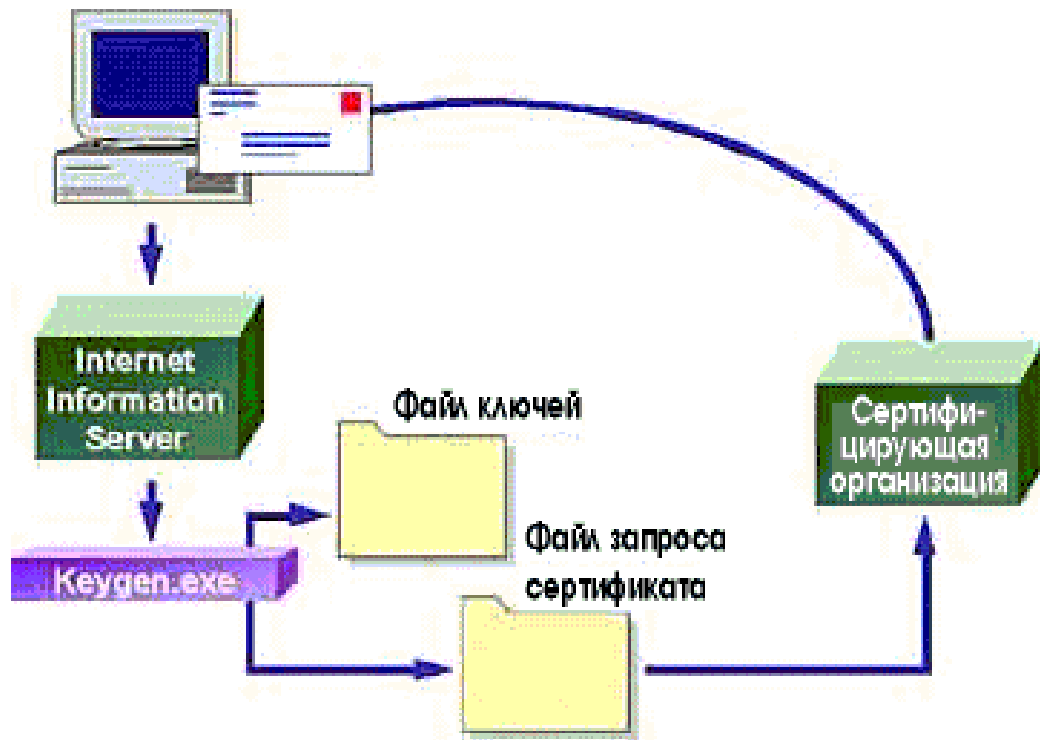 Internet
Information
Server
Keygen.exe
Файл ключей
Файл запроса
сертификата
Сертифи-
цирующая
организация